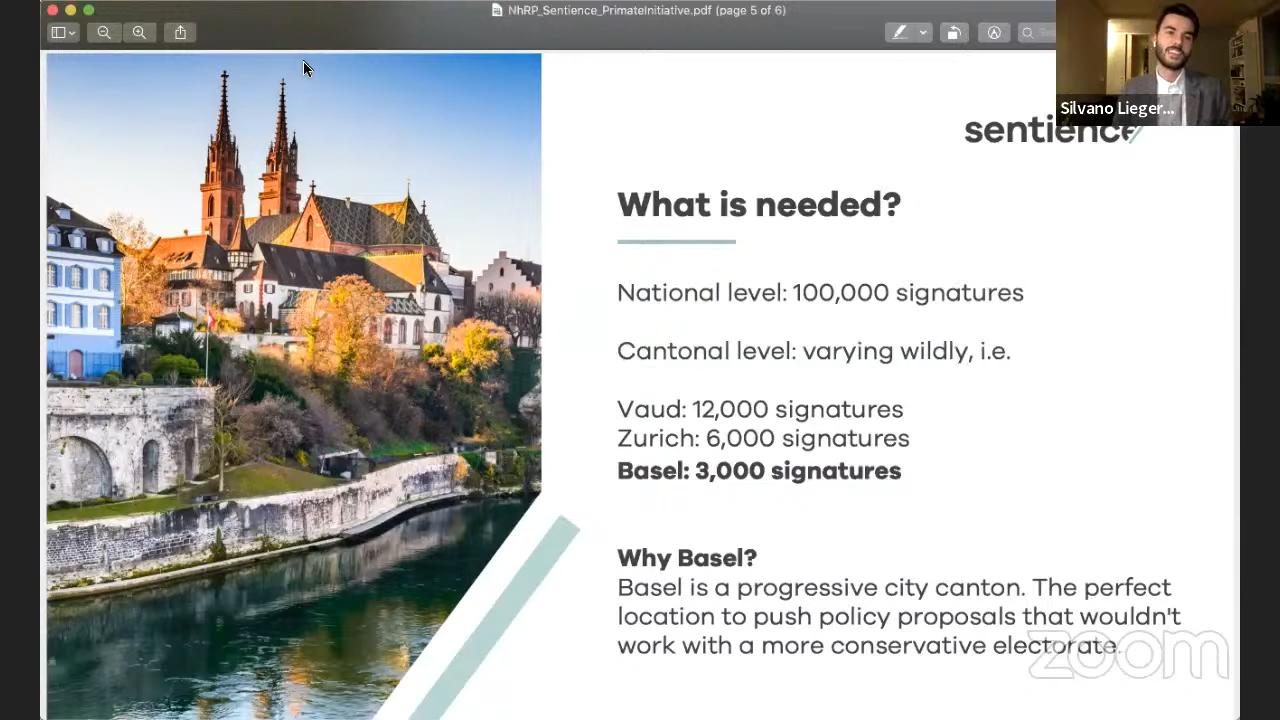 NhRP_Sentience_PrimateInitiative.pdf (page 5 of 6)
Silvano Lieger...
sentience
What is needed?
National level: 100,000 signatures
Cantonal level: varying wildly, i.e.
Vaud: 12,000 signatures
Zurich: 6,000 signatures
Basel: 3,000 signatures
Why Basel?
Basel is a progressive city canton. The perfect
location to push policy proposals that wouldn't
work with a more conservative electorate.
zoom